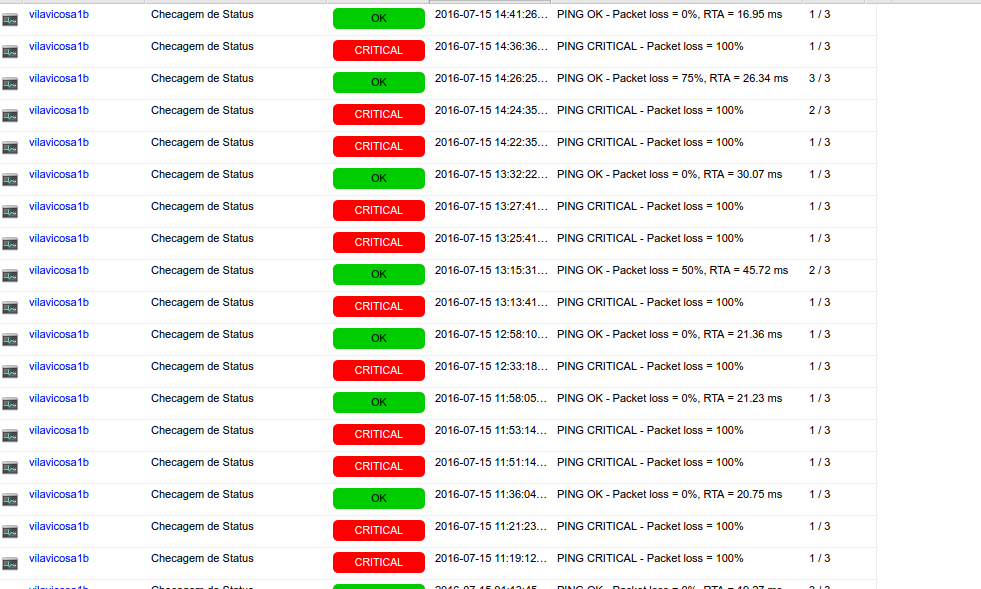 vilavicosa1b Checagem de Status OK 2016-07-15 14:41:26... PING OK - Packet loss = 0%, RTA = 16.95 ms 1 / 3
vilavicosa1b Checagem de Status CRITICAL 2016-07-15 14:36:36... PING CRITICAL - Packet loss = 100% 1 / 3
vilavicosa1b Checagem de Status OK 2016-07-15 14:26:25... PING OK - Packet loss = 75%, RTA = 26.34 ms 3 / 3
vilavicosa1b Checagem de Status CRITICAL 2016-07-15 14:24:35... PING CRITICAL - Packet loss = 100% 2 / 3
vilavicosa1b Checagem de Status CRITICAL 2016-07-15 14:22:35... PING CRITICAL - Packet loss = 100% 1 / 3
vilavicosa1b Checagem de Status OK 2016-07-15 13:32:22... PING OK - Packet loss = 0%, RTA = 30.07 ms 1 / 3
vilavicosa1b Checagem de Status CRITICAL 2016-07-15 13:27:41... PING CRITICAL - Packet loss = 100% 1 / 3
vilavicosa1b Checagem de Status CRITICAL 2016-07-15 13:25:41... PING CRITICAL - Packet loss = 100% 1 / 3
vilavicosa1b Checagem de Status OK 2016-07-15 13:15:31... PING OK - Packet loss = 50%, RTA = 45.72 ms 2 / 3
vilavicosa1b Checagem de Status CRITICAL 2016-07-15 13:13:41... PING CRITICAL - Packet loss = 100% 1 / 3
vilavicosa1b Checagem de Status OK 2016-07-15 12:58:10... PING OK - Packet loss = 0%, RTA = 21.36 ms 1 / 3
vilavicosa1b Checagem de Status CRITICAL 2016-07-15 12:33:18... PING CRITICAL - Packet loss = 100% 1 / 3
vilavicosa1b Checagem de Status OK 2016-07-15 11:58:05... PING OK - Packet loss = 0%, RTA = 21.23 ms 1 / 3
vilavicosa1b Checagem de Status CRITICAL 2016-07-15 11:53:14... PING CRITICAL - Packet loss = 100% 1 / 3
vilavicosa1b Checagem de Status CRITICAL 2016-07-15 11:51:14... PING CRITICAL - Packet loss = 100% 1 / 3
vilavicosa1b Checagem de Status OK 2016-07-15 11:36:04... PING OK - Packet loss = 0%, RTA = 20.75 ms 1 / 3
vilavicosa1b Checagem de Status CRITICAL 2016-07-15 11:21:23... PING CRITICAL - Packet loss = 100% 1 / 3
vilavicosa1b Checagem de Status CRITICAL 2016-07-15 11:19:12... PING CRITICAL - Packet loss = 100% 1 / 3